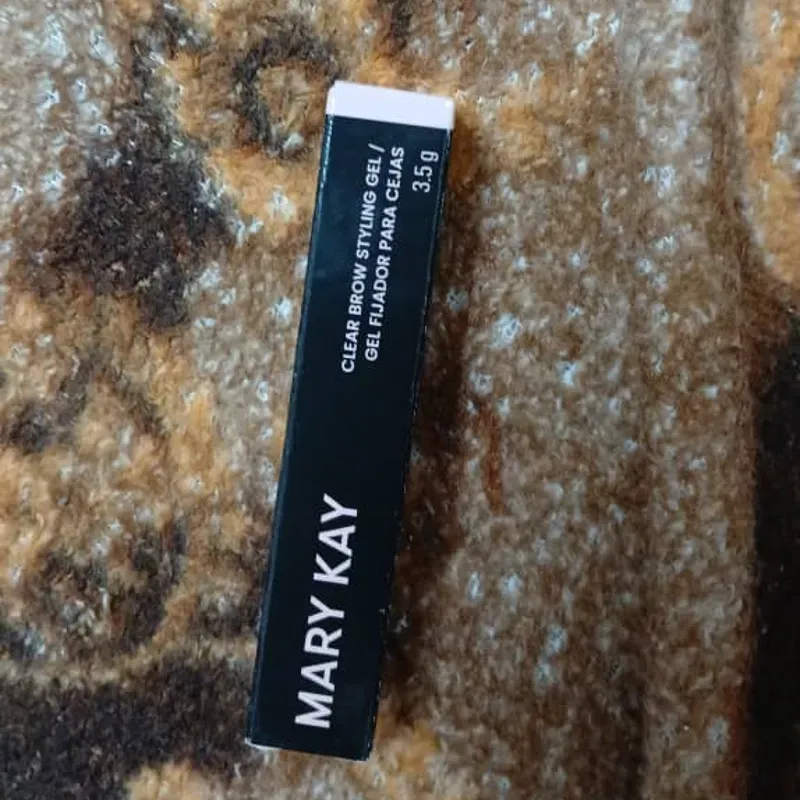 CLEAR BROW STYLING GEL /
GEL FIJADOR PARA CEJAS
3.5 g
MARY KAY